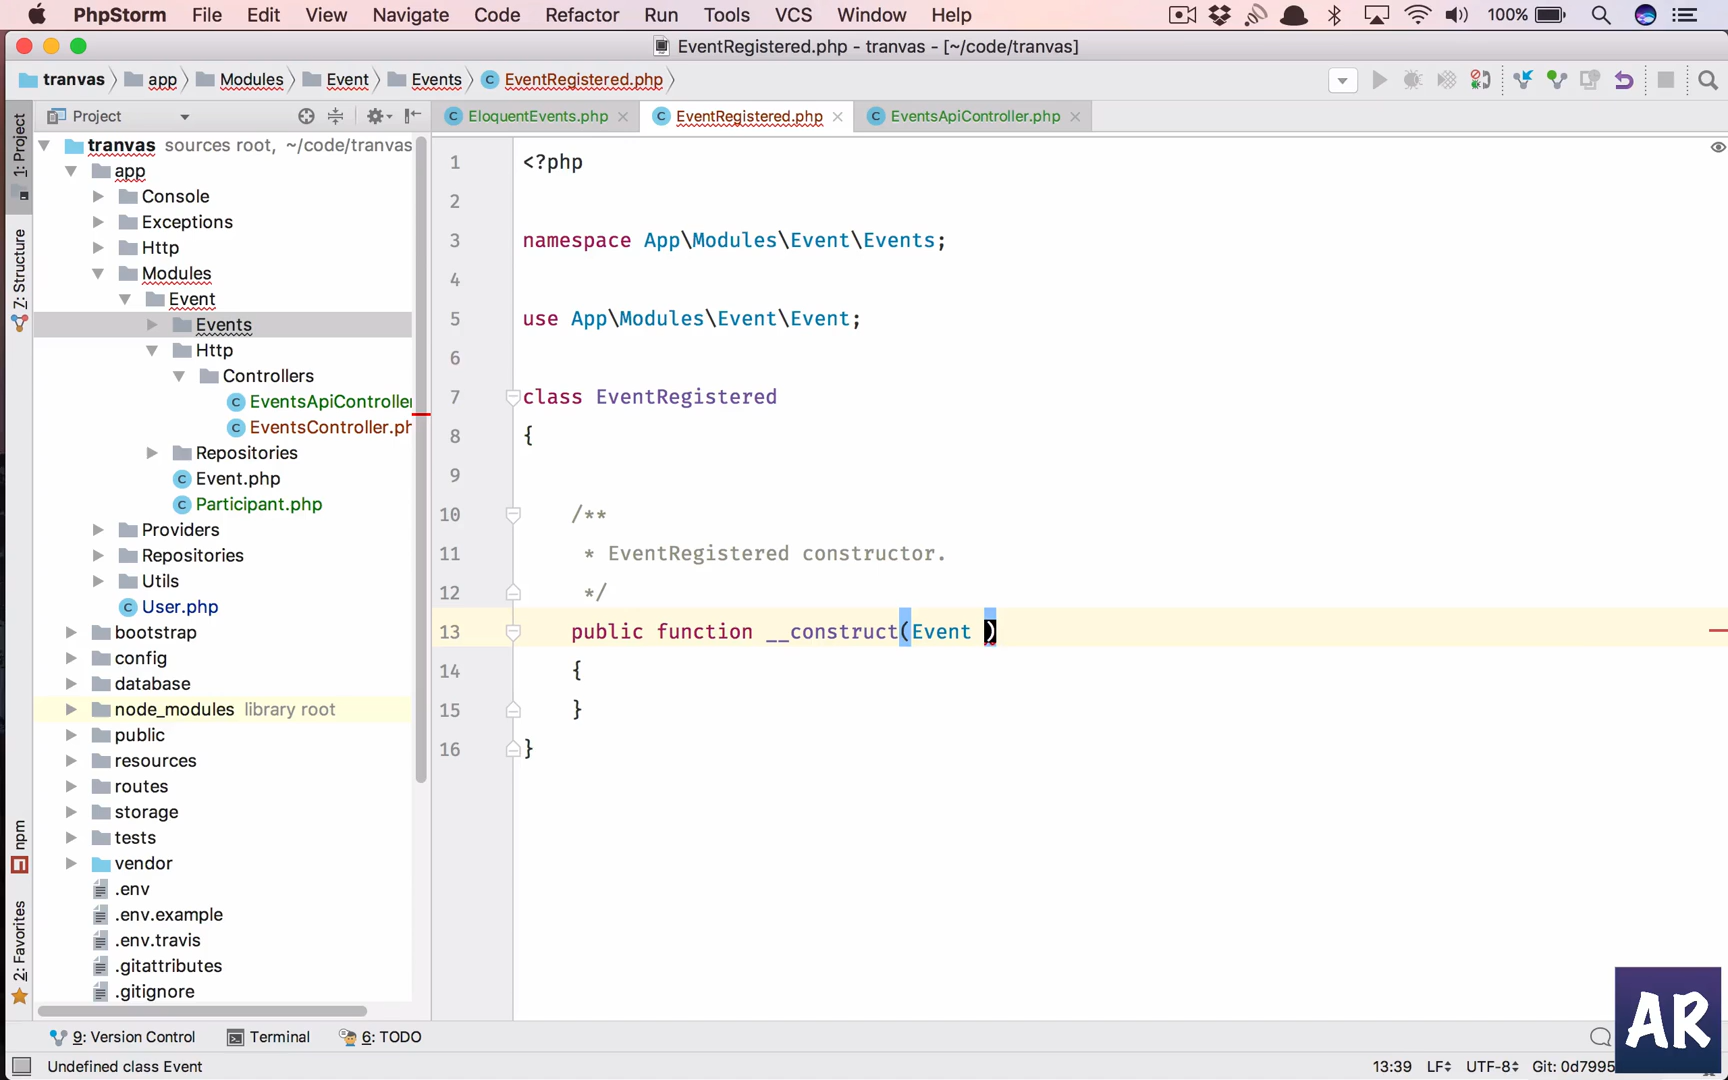 PhpStorm File Edit View Navigate Code Refactor Run Tools VCS Window Help 100%
EventRegistered.php - tranvas - [~/code/tranvas]
tranvas app Modules Event Events EventRegistered.php
1: Project
Project
EloquentEvents.php EventRegistered.php EventsApiController.php
tranvas sources root, ~/code/tranvas
app
Console
Exceptions
Http
Modules
Event
Events
Http
Controllers
EventsApiController
EventsController.ph
Repositories
Event.php
Participant.php
Providers
Repositories
Utils
User.php
bootstrap
config
database
node_modules library root
public
resources
routes
storage
tests
vendor
.env
.env.example
.env.travis
.gitattributes
.gitignore
Z: Structure
npm
2: Favorites
1 <?php
2
3 namespace App\Modules\Event\Events;
4
5 use App\Modules\Event\Event;
6
7 class EventRegistered
8 {
9
10 /**
11 * EventRegistered constructor.
12 */
13 public function __construct(Event )
14 {
15 }
16 }
9: Version Control Terminal 6: TODO
Undefined class Event 13:39 LF UTF-8 Git: 0d7995
AR